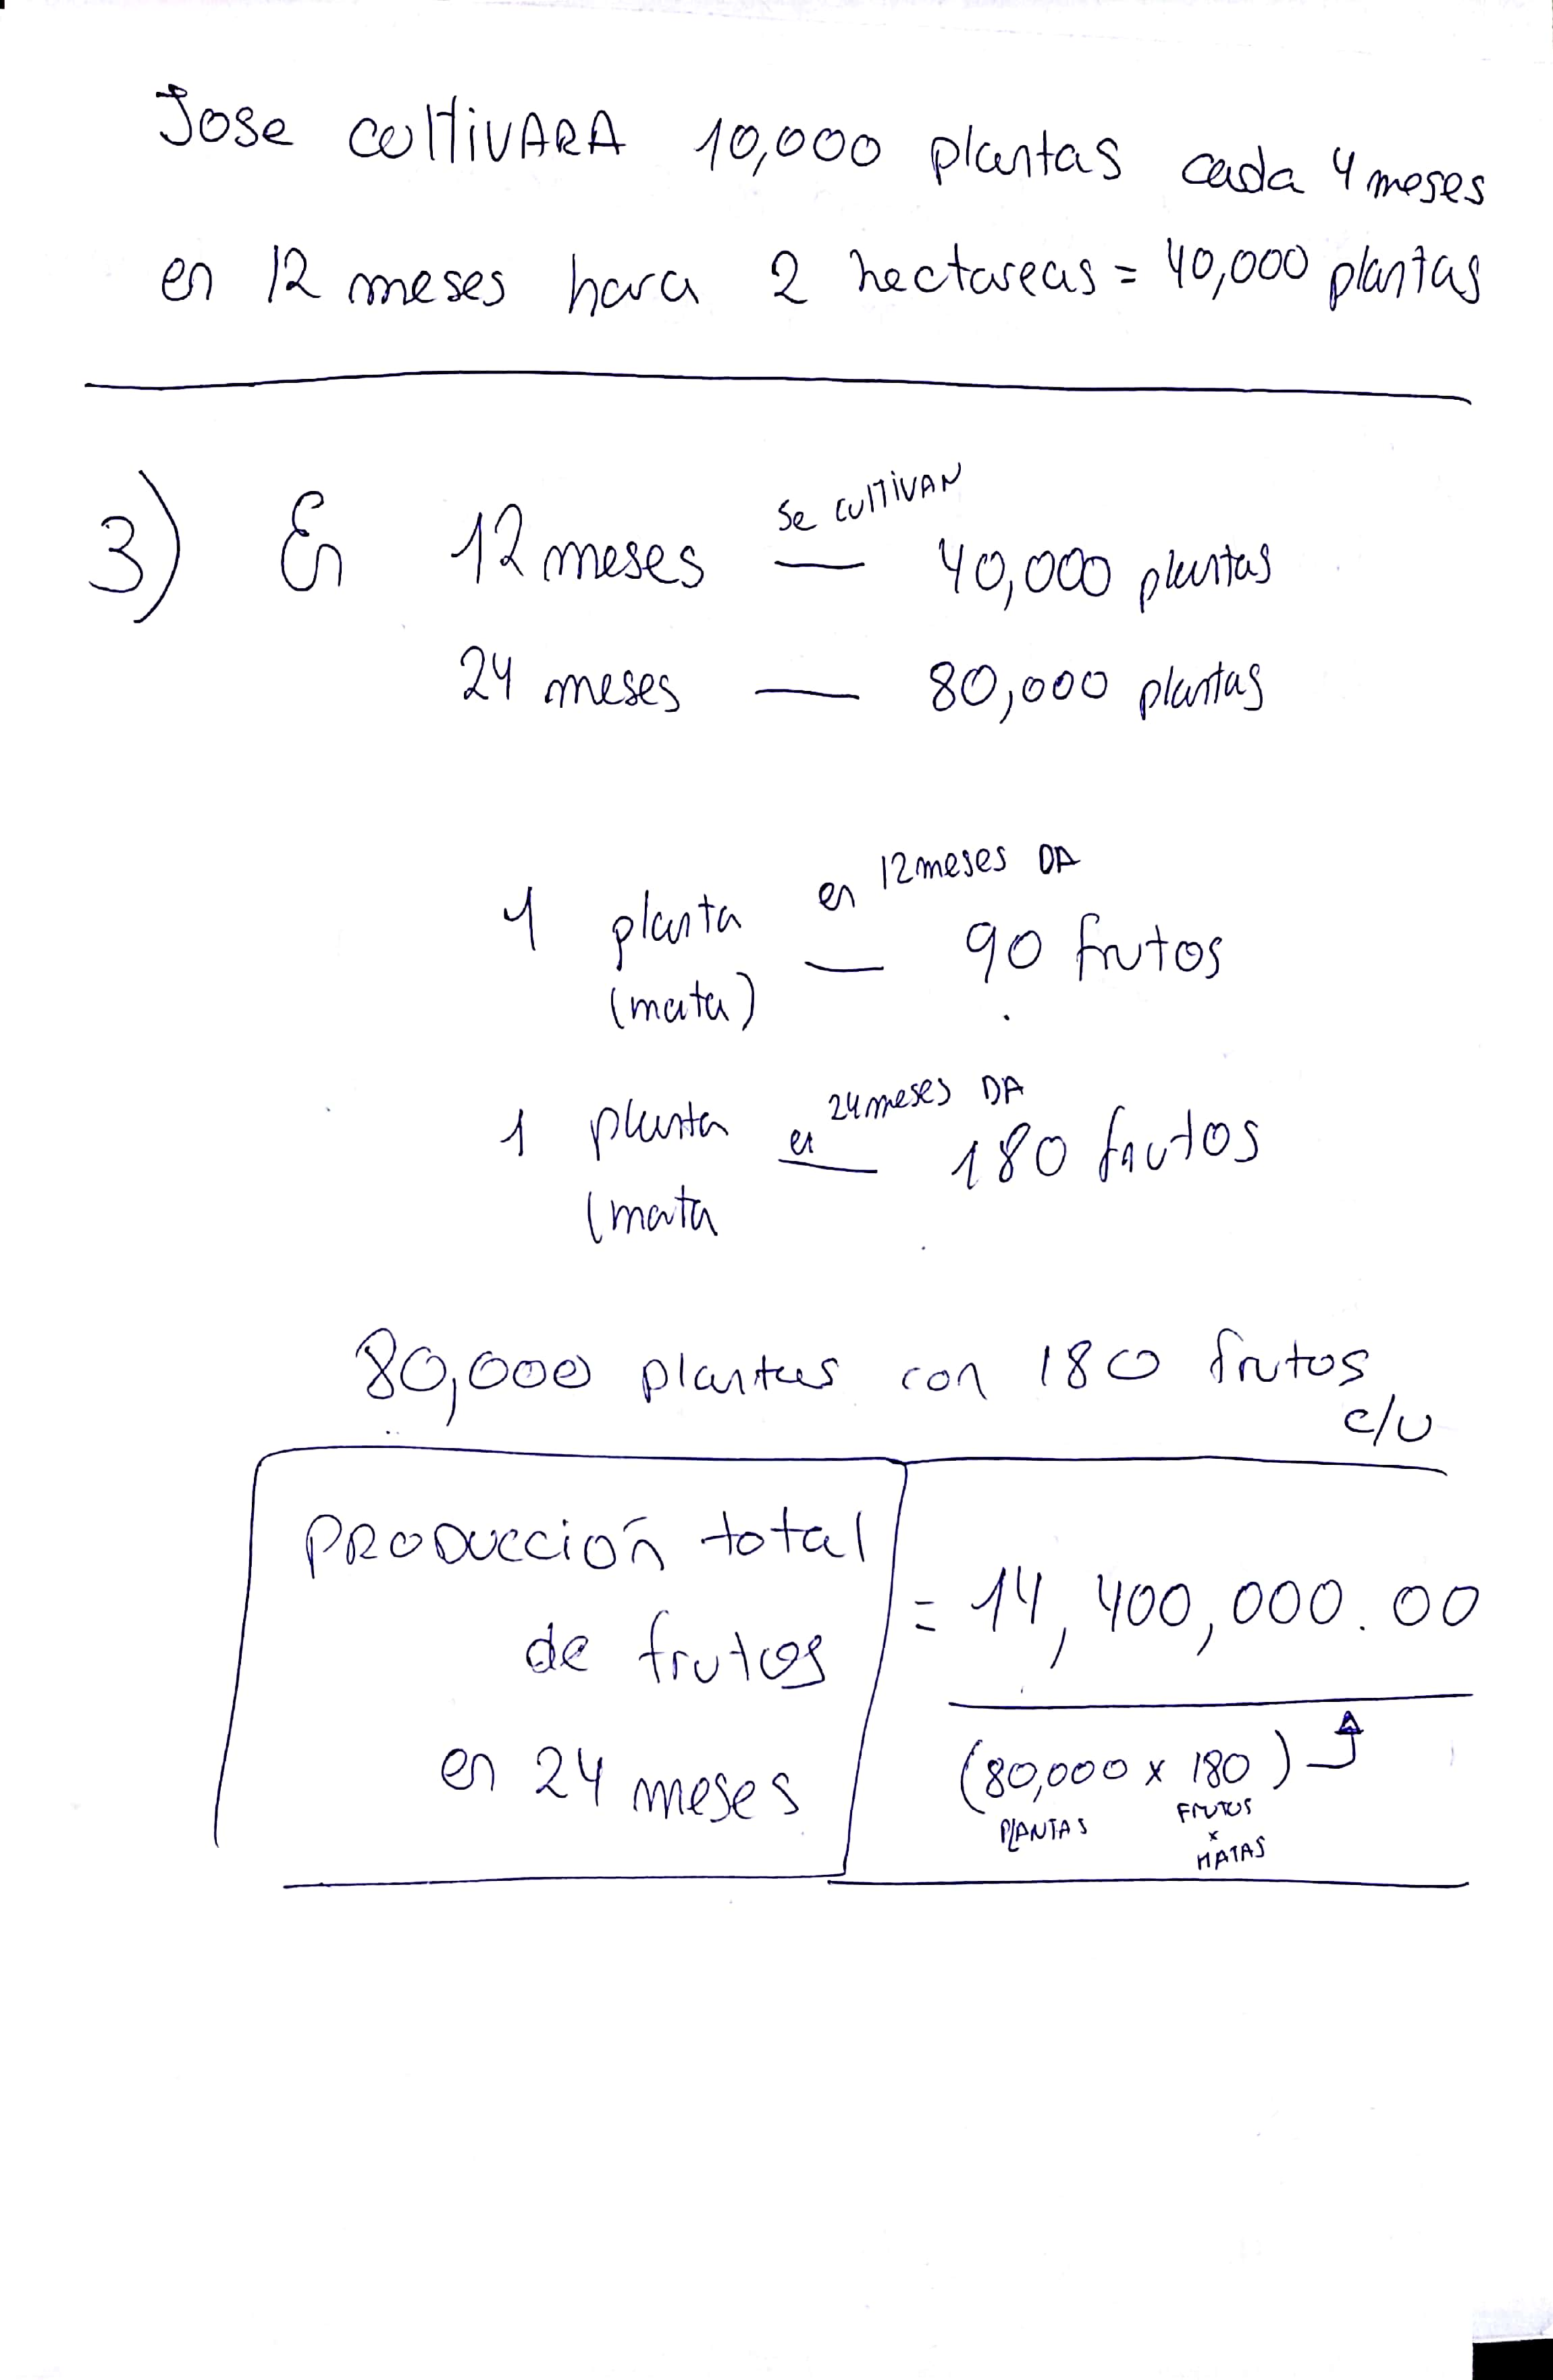 Jose cultivARA 10,000 plantas cada 4 meses
en 12 meses hara 2 hectareas = 40,000 plantas
3) En 12 meses se cultivAN — 40,000 plantas
24 meses — 80,000 plantas
1 planta en 12 meses DA — 90 frutos
(mata)
1 planta en 24 meses DA — 180 frutos
(mata
80,000 plantas con 180 frutos
c/u
PRODUCCIÓN total
de frutos
en 24 meses
= 14,400,000.00
(80,000 x 180)
PLANTAS FRUTOS
x
MATAS